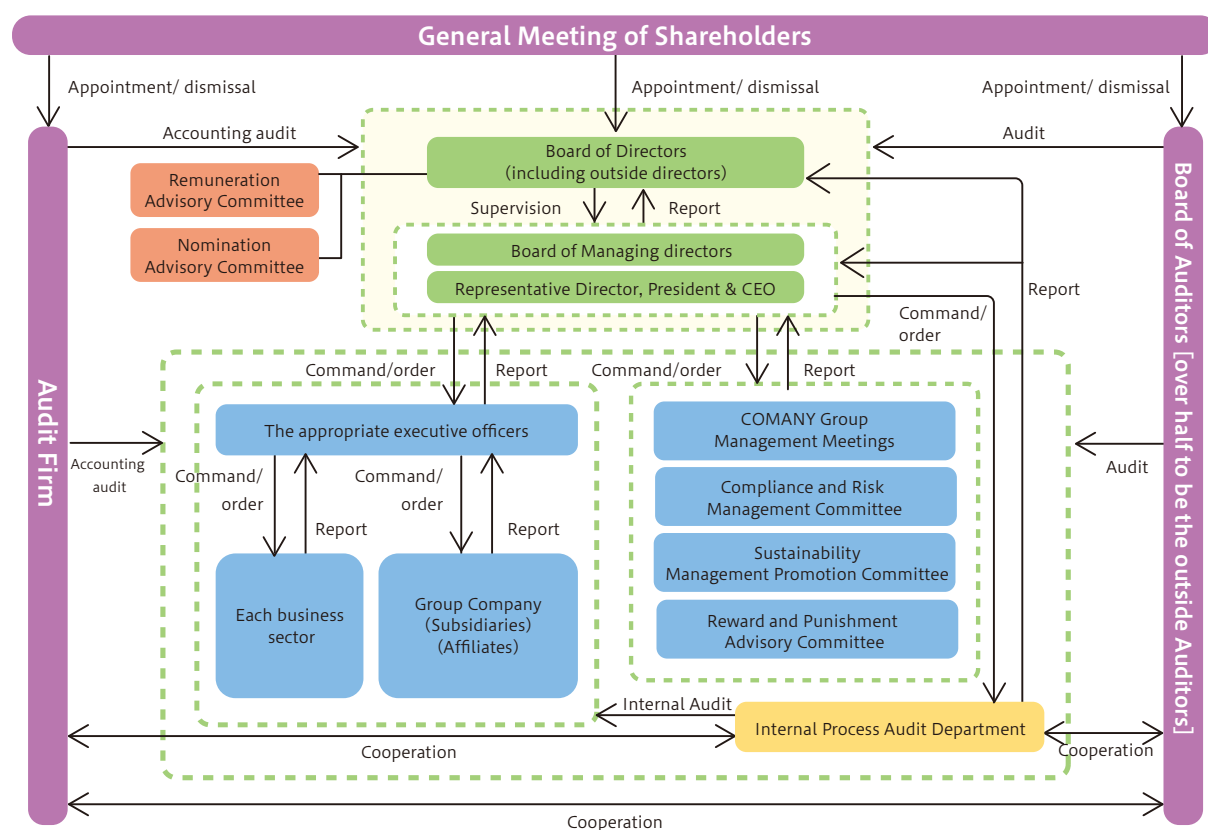 General Meeting of Shareholders
Appointment/ dismissal
Appointment/ dismissal
Appointment/ dismissal
Accounting audit
Audit
Board of Directors
(including outside directors)
Remuneration
Advisory Committee
Supervision
Report
Nomination
Advisory Committee
Board of Managing directors
Representative Director, President & CEO
Report
Command/
order
Command/order
Report
Command/order
Report
Audit Firm
Board of Auditors [over half to be the outside Auditors]
The appropriate executive officers
COMANY Group
Management Meetings
Accounting
audit
Audit
Command/
order
Report
Command/
order
Report
Compliance and Risk
Management Committee
Sustainability
Management Promotion Committee
Each business
sector
Group Company
(Subsidiaries)
(Affiliates)
Reward and Punishment
Advisory Committee
Internal Audit
Internal Process Audit Department
Cooperation
Cooperation
Cooperation